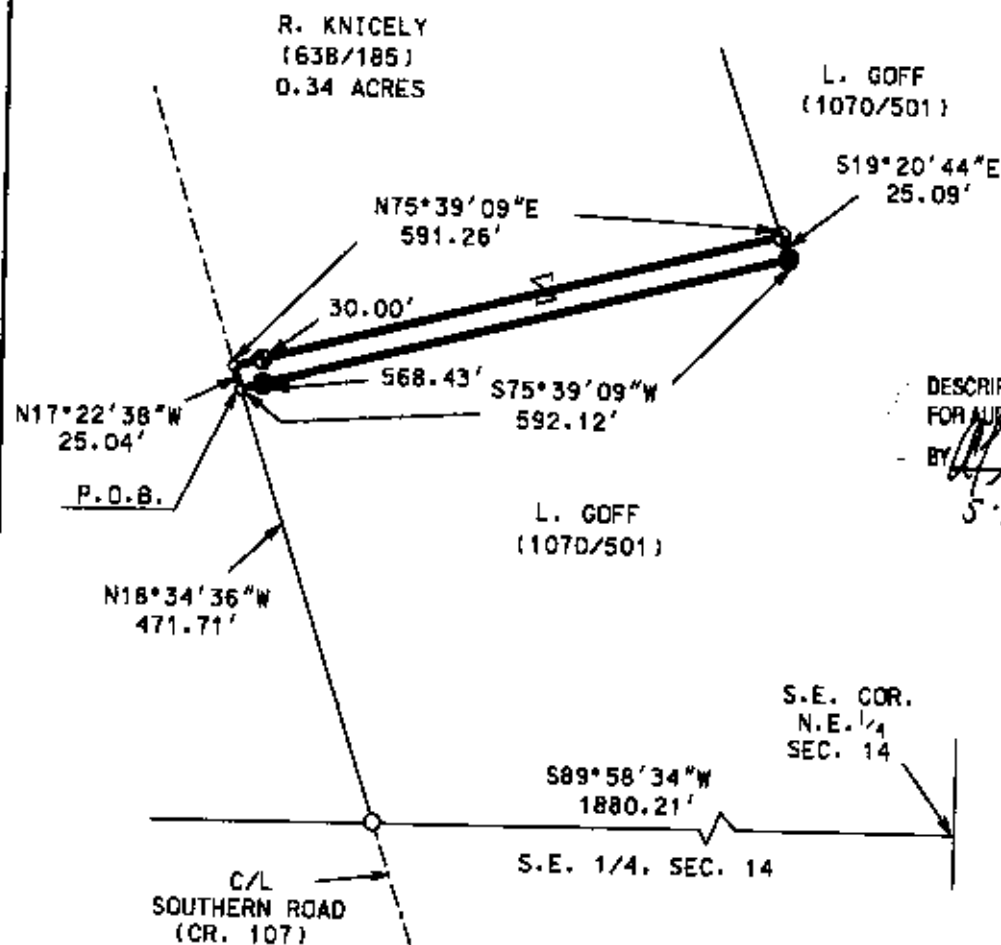 R. KNICELY
(638/185)
0.34 ACRES
L. GOFF
(1070/501)
S19°20'44"E
25.09'
N75°39'09"E
591.26'
30.00'
568.43'
S75°39'09"W
592.12'
N17°22'38"W
25.04'
P.O.B.
DESCRIP
FOR
BY
L. GOFF
(1070/501)
N18°34'36"W
471.71'
S.E. COR.
N.E. 1/4
SEC. 14
S89°58'34"W
1880.21'
S.E. 1/4, SEC. 14
C/L
SOUTHERN ROAD
(CR. 107)